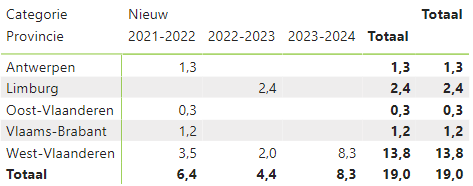 Categorie Nieuw Totaal
Provincie 2021-2022 2022-2023 2023-2024 Totaal
Antwerpen 1,3 1,3 1,3
Limburg 2,4 2,4 2,4
Oost-Vlaanderen 0,3 0,3 0,3
Vlaams-Brabant 1,2 1,2 1,2
West-Vlaanderen 3,5 2,0 8,3 13,8 13,8
Totaal 6,4 4,4 8,3 19,0 19,0